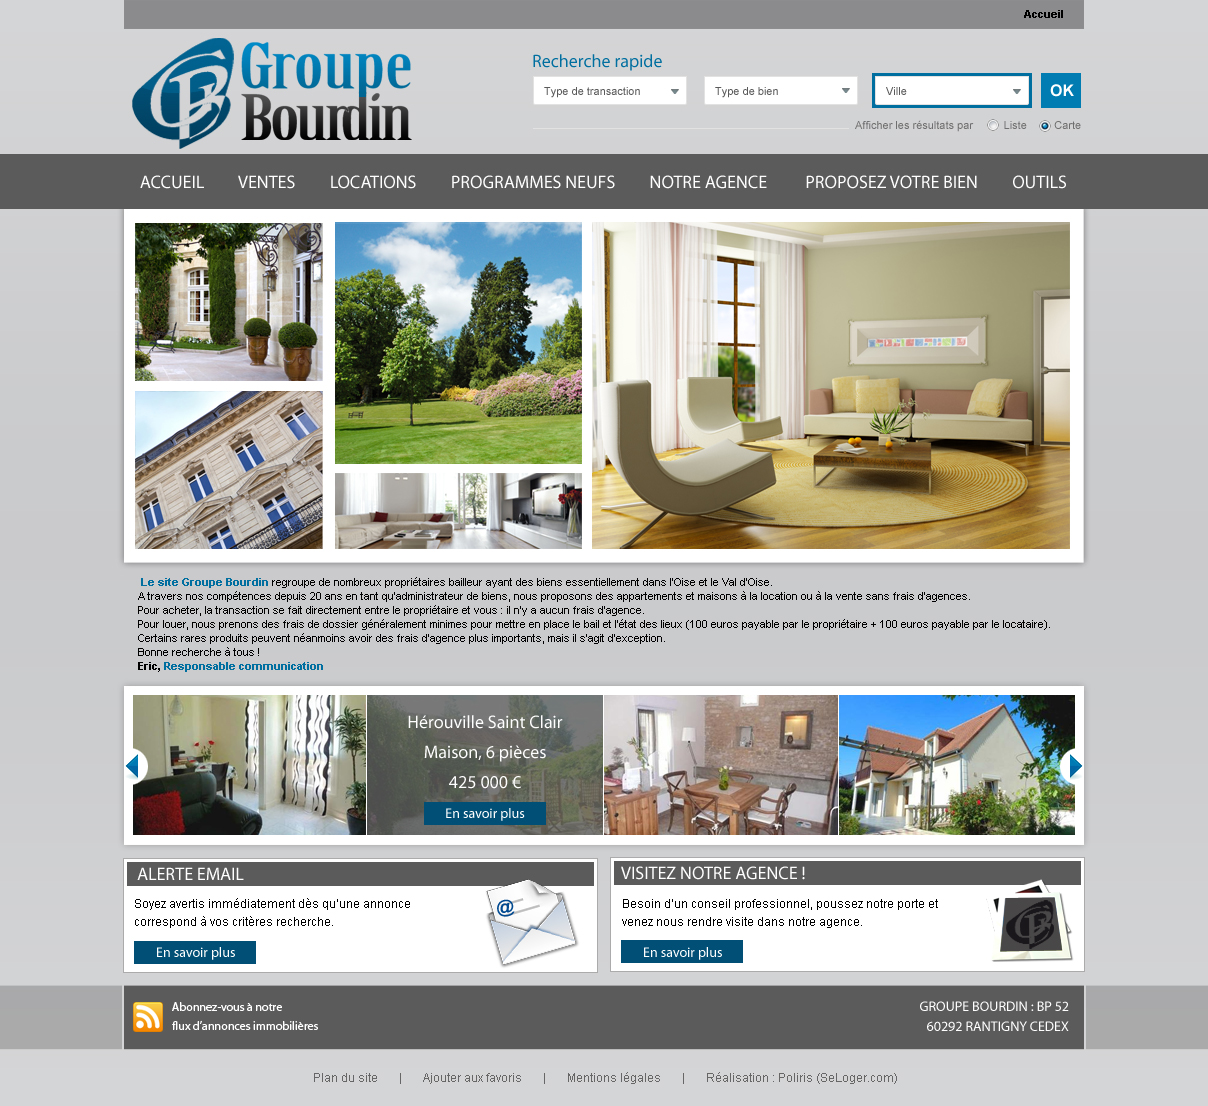 Accueil
Groupe
Bourdin
Recherche rapide
Type de transaction
Type de bien
Ville
OK
Afficher les résultats par
Liste
Carte
ACCUEIL
VENTES
LOCATIONS
PROGRAMMES NEUFS
NOTRE AGENCE
PROPOSEZ VOTRE BIEN
OUTILS
Le site Groupe Bourdin regroupe de nombreux propriétaires bailleur ayant des biens essentiellement dans l'Oise et le Val d'Oise.
A travers nos compétences depuis 20 ans en tant qu'administrateur de biens, nous proposons des appartements et maisons à la location ou à la vente sans frais d'agences.
Pour acheter, la transaction se fait directement entre le propriétaire et vous : il n'y a aucun frais d'agence.
Pour louer, nous prenons des frais de dossier généralement minimes pour mettre en place le bail et l'état des lieux (100 euros payable par le propriétaire + 100 euros payable par le locataire).
Certains rares produits peuvent néanmoins avoir des frais d'agence plus importants, mais il s'agit d'exception.
Bonne recherche à tous !
Eric, Responsable communication
Hérouville Saint Clair
Maison, 6 pièces
425 000 €
En savoir plus
ALERTE EMAIL
Soyez avertis immédiatement dès qu'une annonce
correspond à vos critères recherche.
@
En savoir plus
VISITEZ NOTRE AGENCE !
Besoin d'un conseil professionnel, poussez notre porte et
venez nous rendre visite dans notre agence.
En savoir plus
Abonnez-vous à notre
flux d'annonces immobilières
GROUPE BOURDIN : BP 52
60292 RANTIGNY CEDEX
Plan du site | Ajouter aux favoris | Mentions légales | Réalisation : Poliris (SeLoger.com)